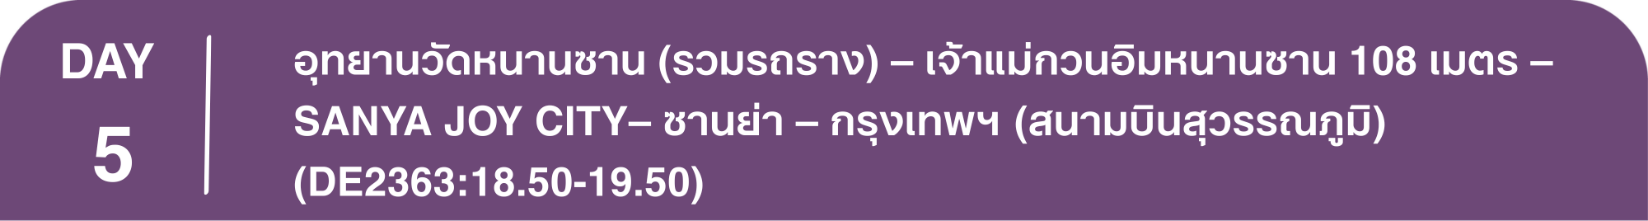 DAY
5
อุทยานวัดหนานซาน (รวมรถราง) – เจ้าแม่กวนอิมหนานซาน 108 เมตร –
SANYA JOY CITY– ซานย่า – กรุงเทพฯ (สนามบินสุวรรณภูมิ)
(DE2363:18.50-19.50)